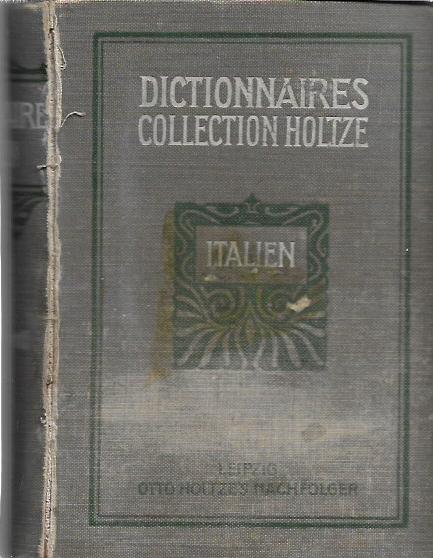 DICTIONNAIRES
COLLECTION HOLTZE
ITALIEN
LEIPZIG
OTTO HOLTZE'S NACHFOLGER